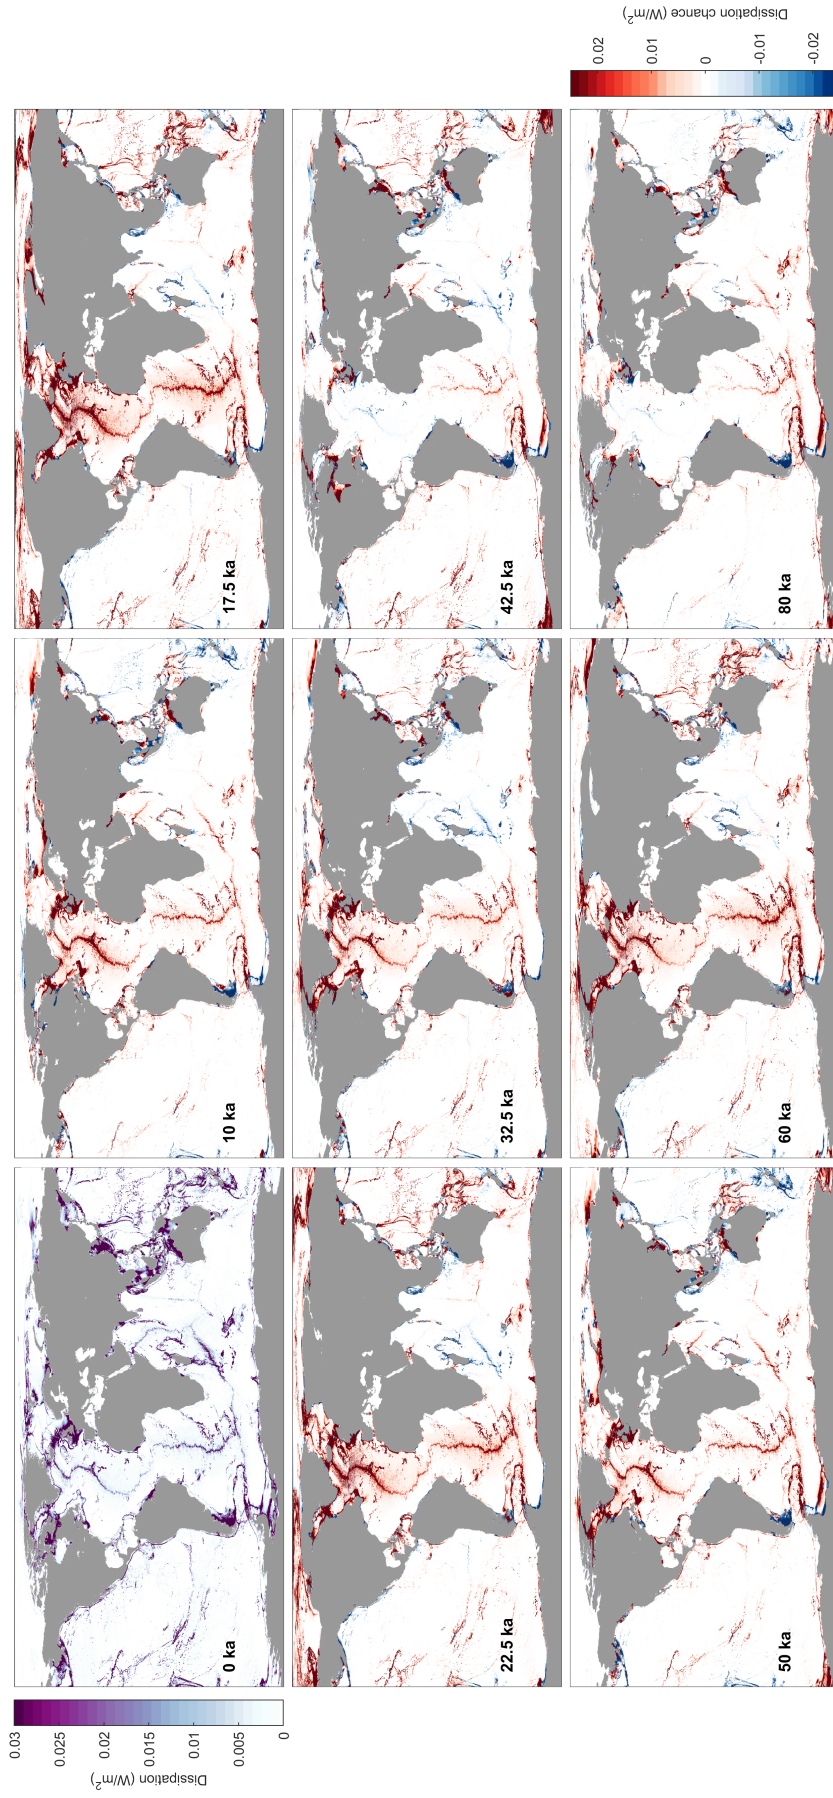 0.03
0.025
0.02
0.015
0.01
0.005
0
Dissipation (W/m²)
0 ka
10 ka
17.5 ka
22.5 ka
32.5 ka
42.5 ka
50 ka
60 ka
80 ka
0.02
0.01
0
-0.01
-0.02
Dissipation chance (W/m²)